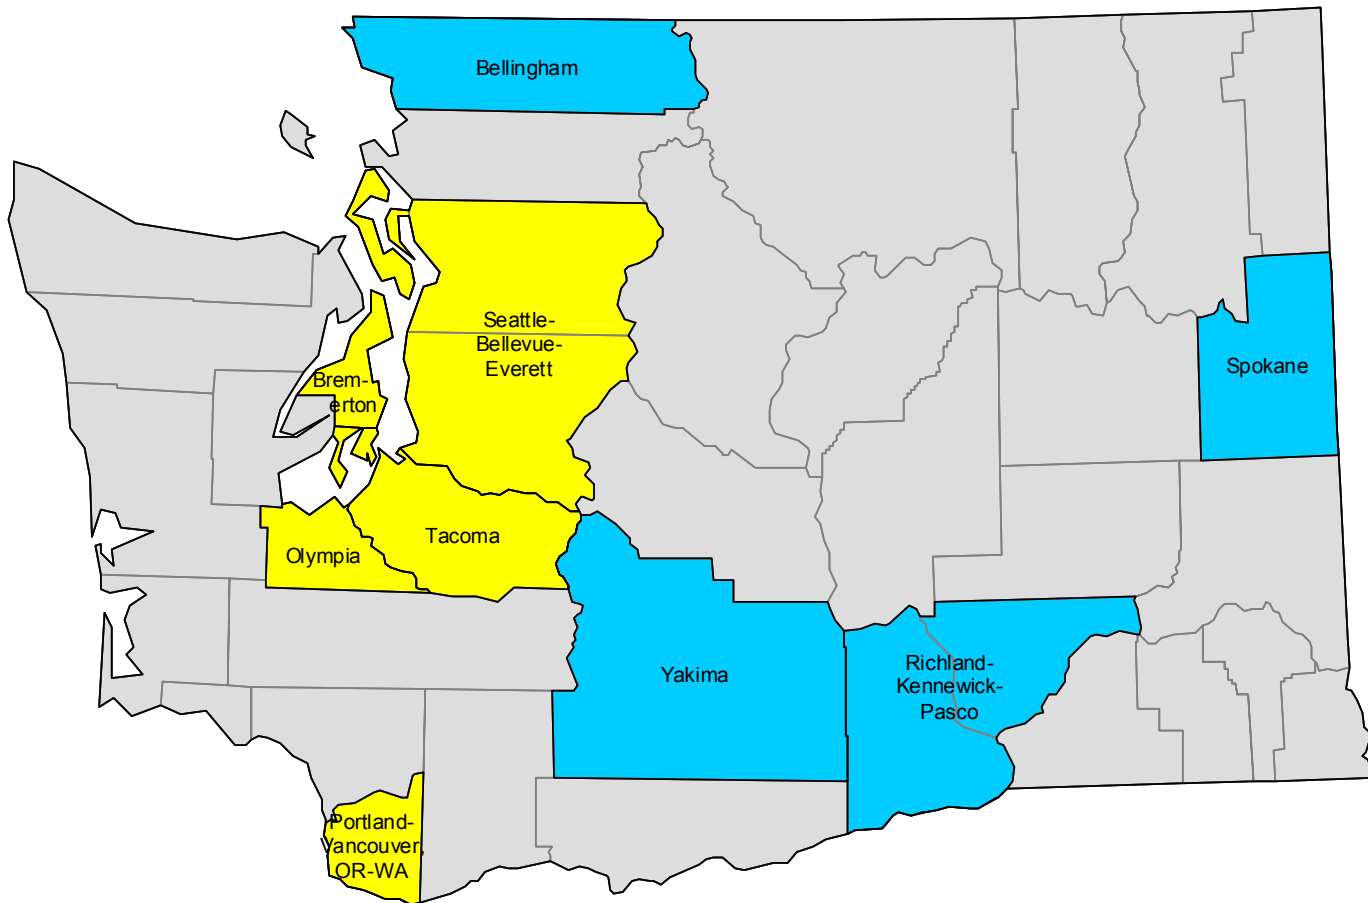 Bellingham
Seattle-
Bellevue-
Everett
Spokane
Brem-
erton
Tacoma
Olympia
Yakima
Richland-
Kennewick-
Pasco
Portland-
Vancouver,
OR-WA